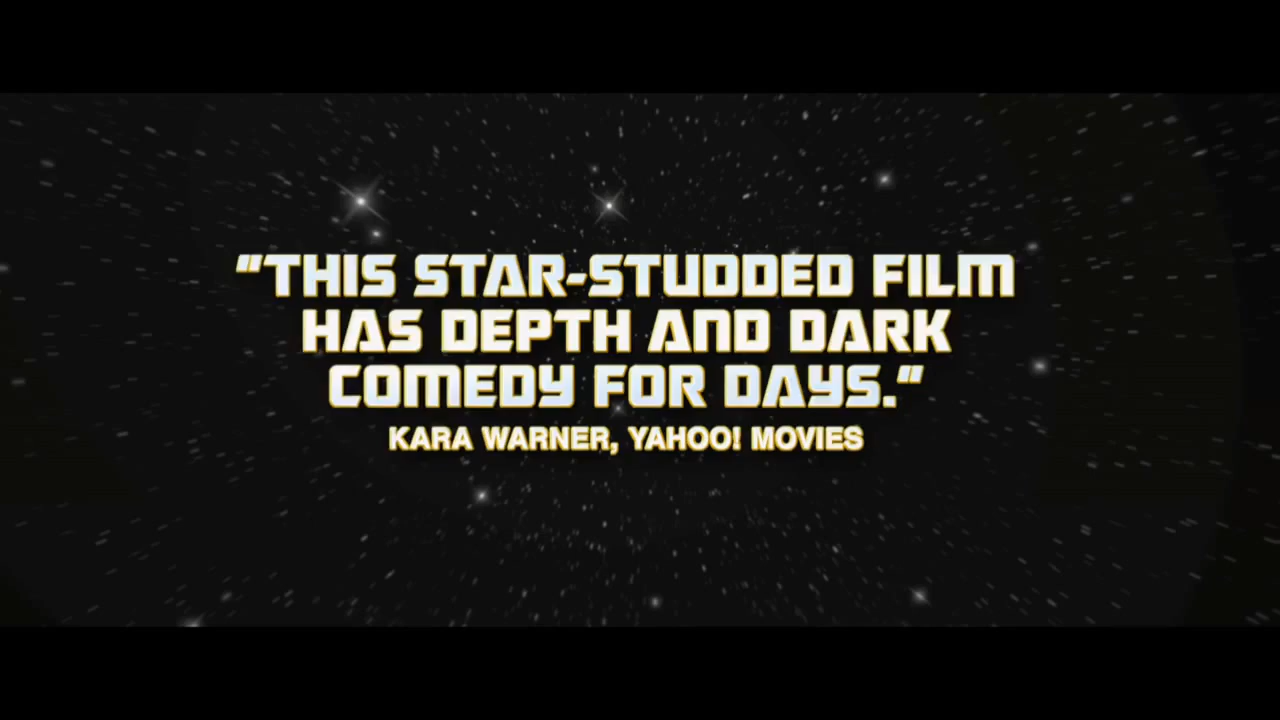 "THIS STAR-STUDDED FILM
HAS DEPTH AND DARK
COMEDY FOR DAYS."
KARA WARNER, YAHOO! MOVIES